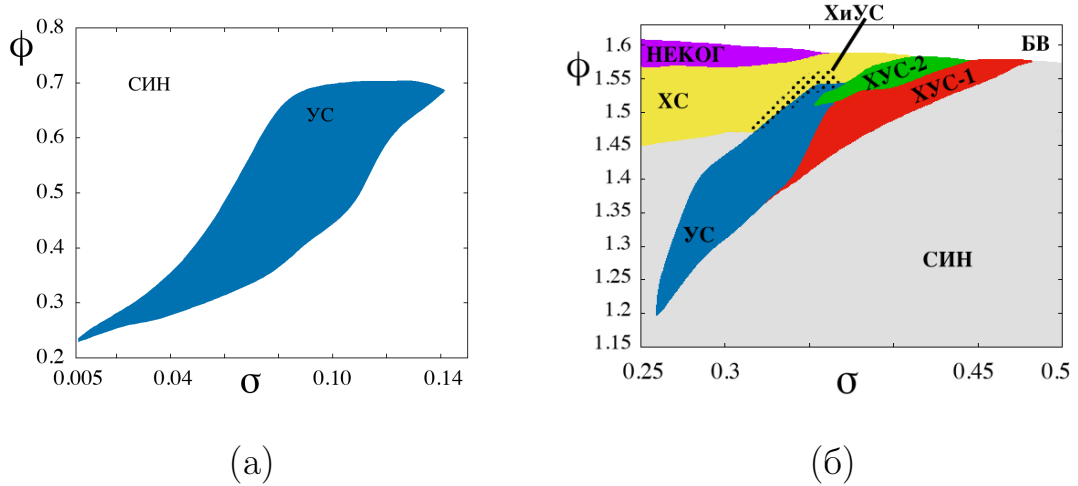 ϕ
0.8
0.7
0.6
0.5
0.4
0.3
0.2
СИН
УС
0.005
0.04
σ
0.10
0.14
(а)
ХиУС
ϕ
1.6
1.55
1.5
1.4
1.35
1.3
1.25
1.2
1.15
НЕКОГ
БВ
ХС
ХУС-2
ХУС-1
УС
СИН
0.25
0.3
σ
0.45
0.5
(б)